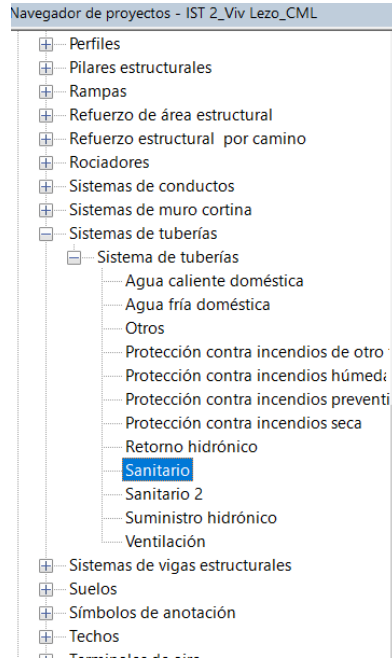 Navegador de proyectos - IST 2_Viv Lezo_CML
Perfiles
Pilares estructurales
Rampas
Refuerzo de área estructural
Refuerzo estructural por camino
Rociadores
Sistemas de conductos
Sistemas de muro cortina
Sistemas de tuberías
Sistema de tuberías
Agua caliente doméstica
Agua fría doméstica
Otros
Protección contra incendios de otro
Protección contra incendios húmeda
Protección contra incendios preventi
Protección contra incendios seca
Retorno hidrónico
Sanitario
Sanitario 2
Suministro hidrónico
Ventilación
Sistemas de vigas estructurales
Suelos
Símbolos de anotación
Techos
Terminales de aire